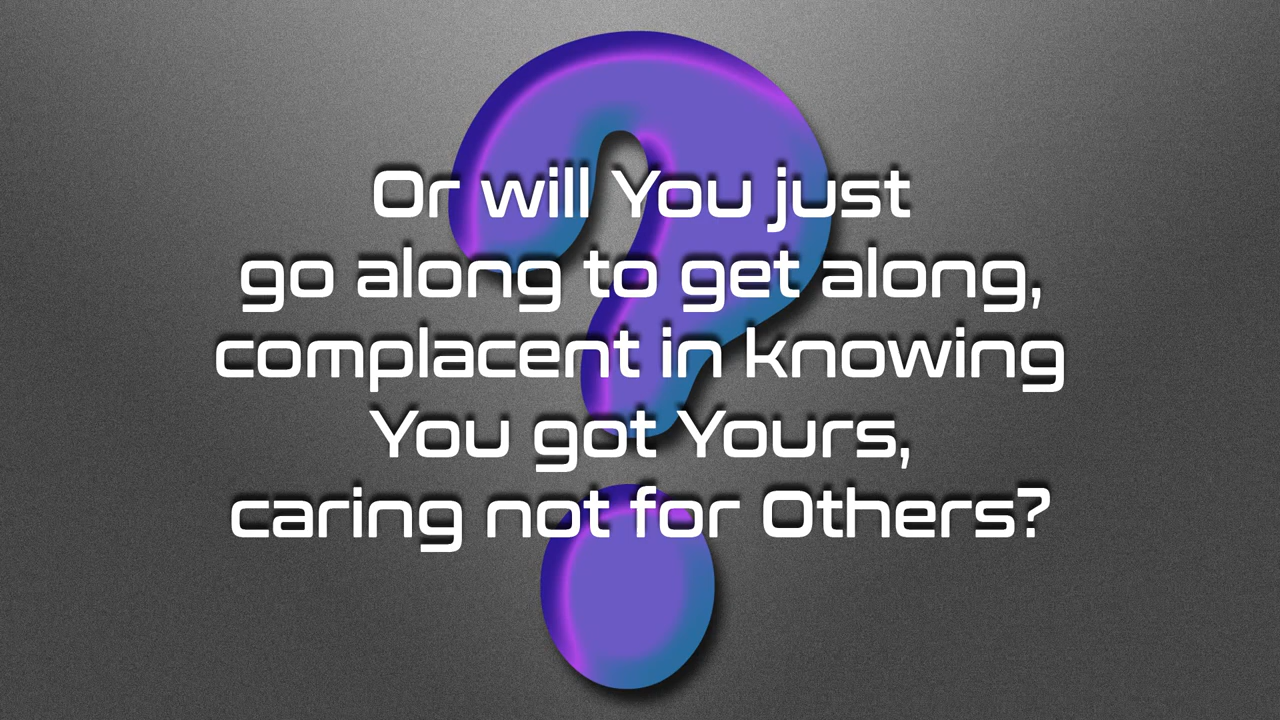 Or will You just
go along to get along,
complacent in knowing
You got Yours,
caring not for Others?